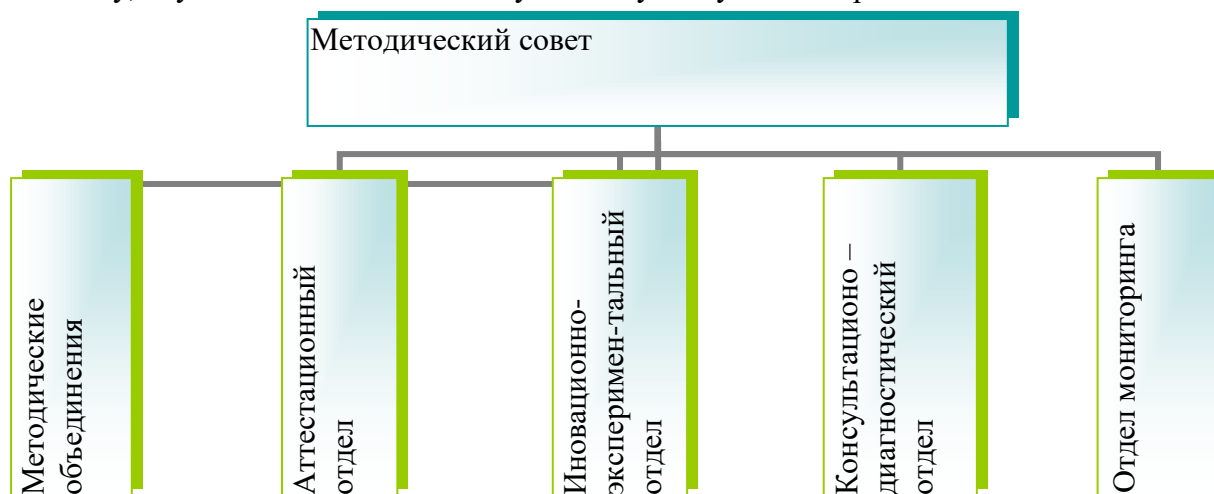 Методический совет
Методические
объединения
Аттестационный
отдел
Иновационно-
эксперимен-тальный
отдел
Консультационо –
диагностический
отдел
Отдел мониторинга